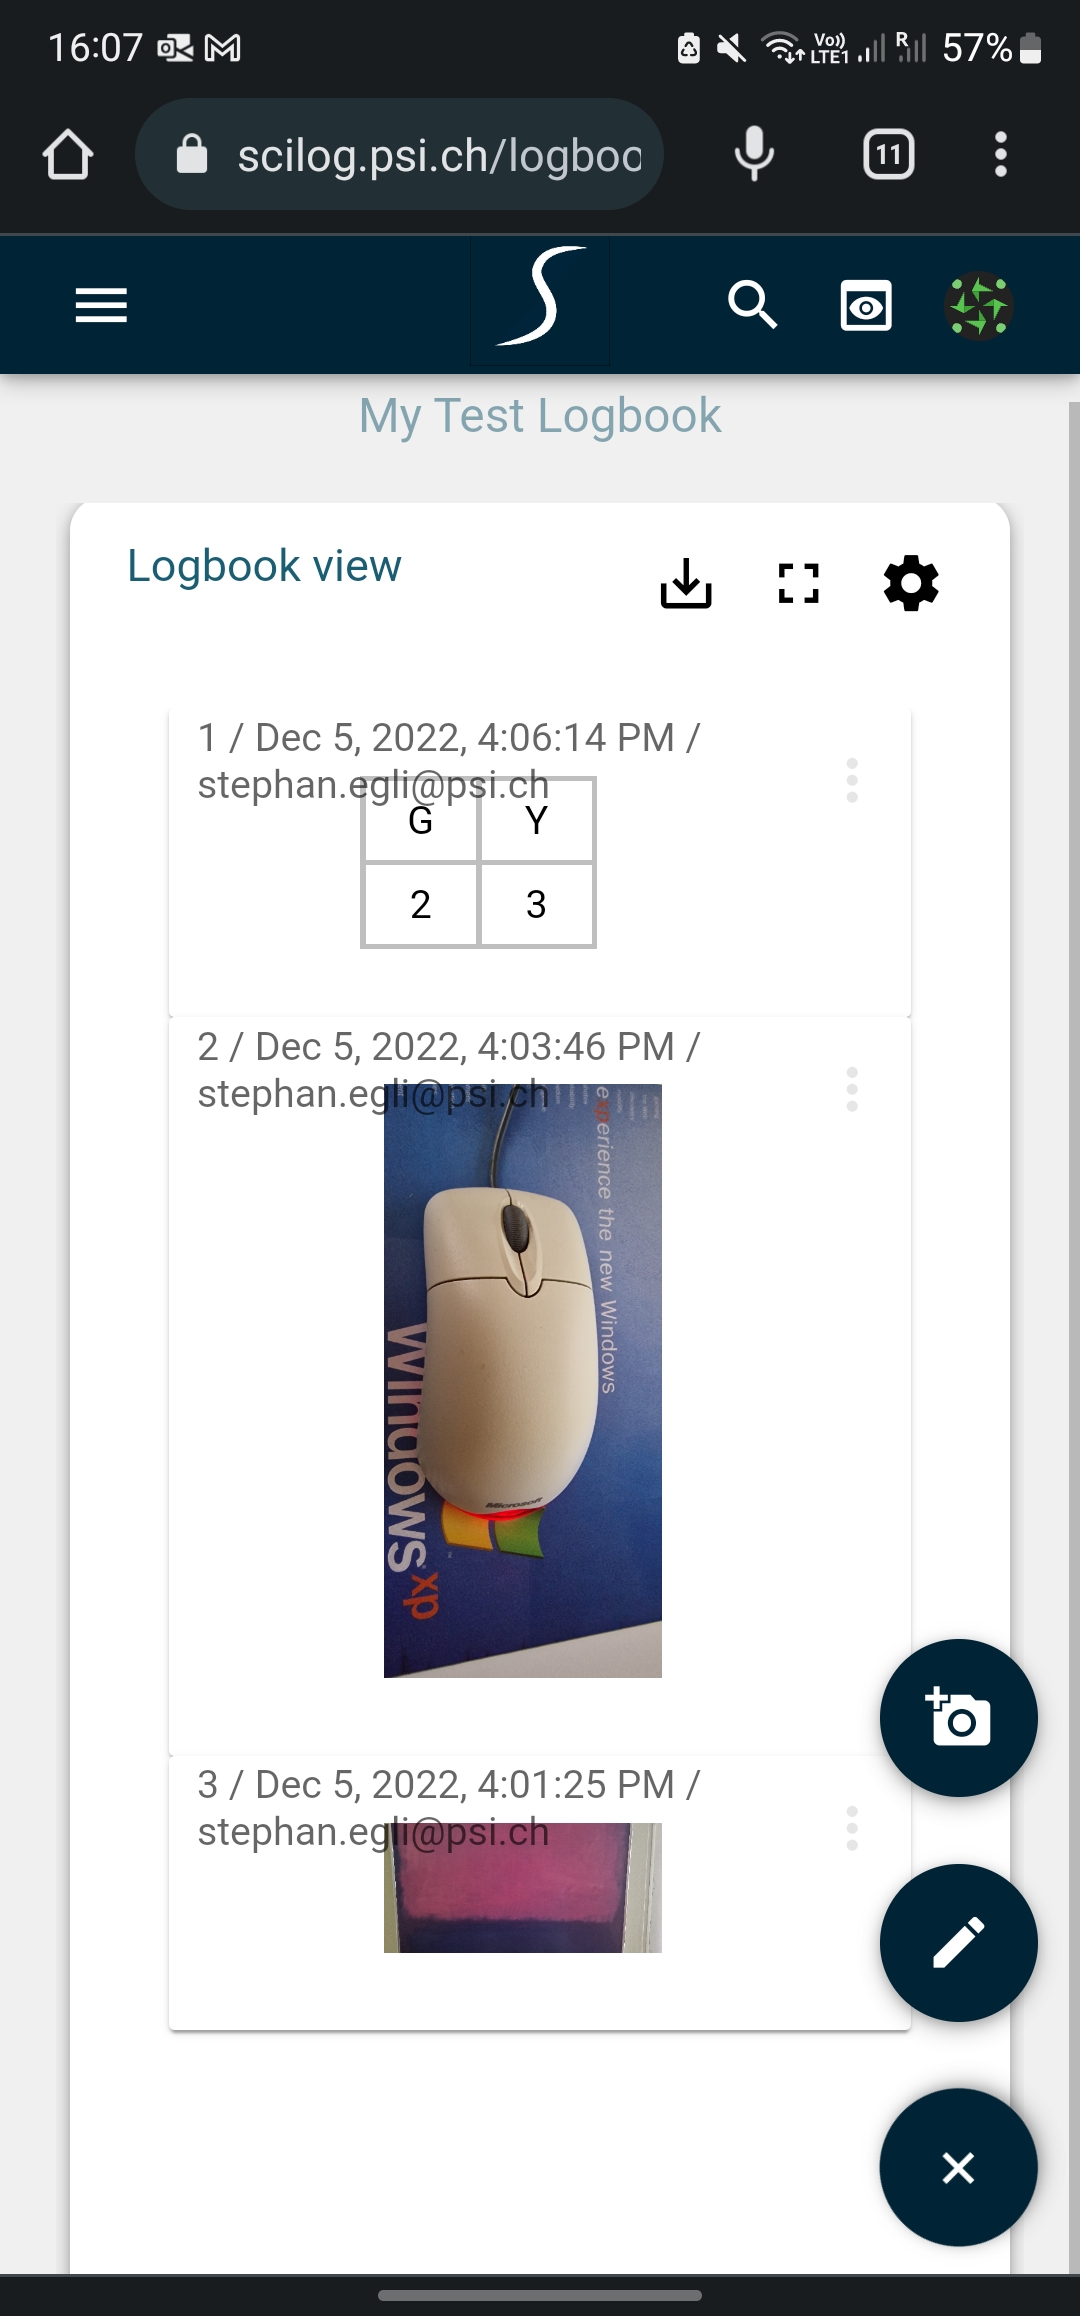 16:07
Vo))
LTE1
R
57%
scilog.psi.ch/logboo
11
My Test Logbook
Logbook view
1 / Dec 5, 2022, 4:06:14 PM /
stephan.egli@psi.ch
G Y
2 3
2 / Dec 5, 2022, 4:03:46 PM /
stephan.egli@psi.ch
experience the new Windows
Windows xp
Microsoft
3 / Dec 5, 2022, 4:01:25 PM /
stephan.egli@psi.ch